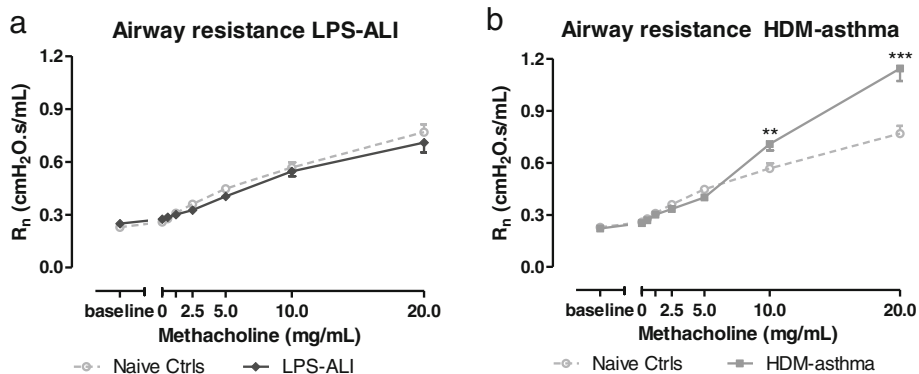 a
Airway resistance LPS-ALI
1.2
0.9
0.6
0.3
0.0
Rn (cmH2O.s/mL)
baseline 0 2.5 5.0 10.0 20.0
Methacholine (mg/mL)
Naive Ctrls LPS-ALI
b
Airway resistance HDM-asthma
1.2
0.9
0.6
0.3
0.0
Rn (cmH2O.s/mL)
**
***
baseline 0 2.5 5.0 10.0 20.0
Methacholine (mg/mL)
Naive Ctrls HDM-asthma